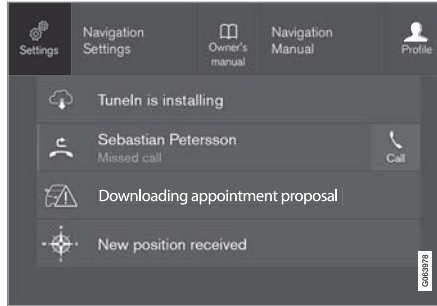 Settings
Navigation
Settings
Owner's
manual
Navigation
Manual
Profile
TuneIn is installing
Sebastian Petersson
Missed call
Call
Downloading appointment proposal
New position received
G063978